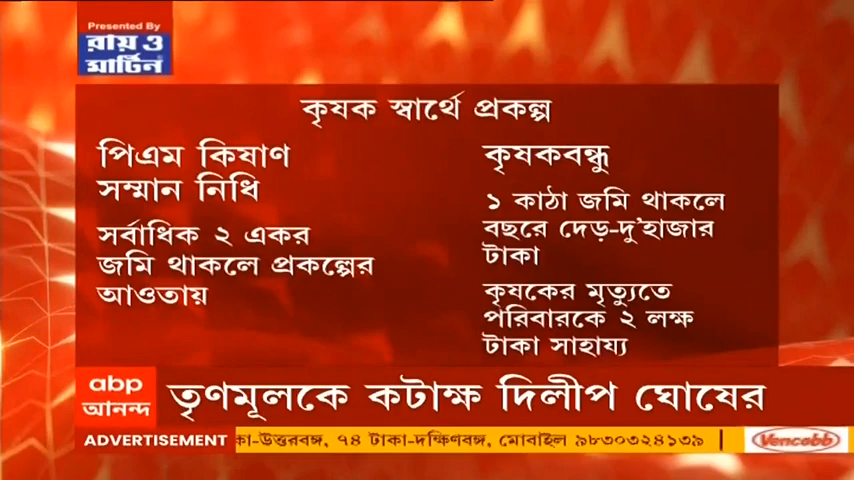 Presented By
রায় ও
মার্টিন
কৃষক স্বার্থে প্রকল্প
পিএম কিষাণ
সম্মান নিধি
সর্বাধিক ২ একর
জমি থাকলে প্রকল্পের
আওতায়
কৃষকবন্ধু
১ কাঠা জমি থাকলে
বছরে দেড়-দু'হাজার
টাকা
কৃষকের মৃত্যুতে
পরিবারকে ২ লক্ষ
টাকা সাহায্য
abp
আনন্দ
তৃণমূলকে কটাক্ষ দিলীপ ঘোষের
ADVERTISEMENT
কা-উত্তরবঙ্গ, ৭৪ টাকা-দক্ষিণবঙ্গ, মোবাইল ৯৮৩০৩২৪১৩৯
Vencobb